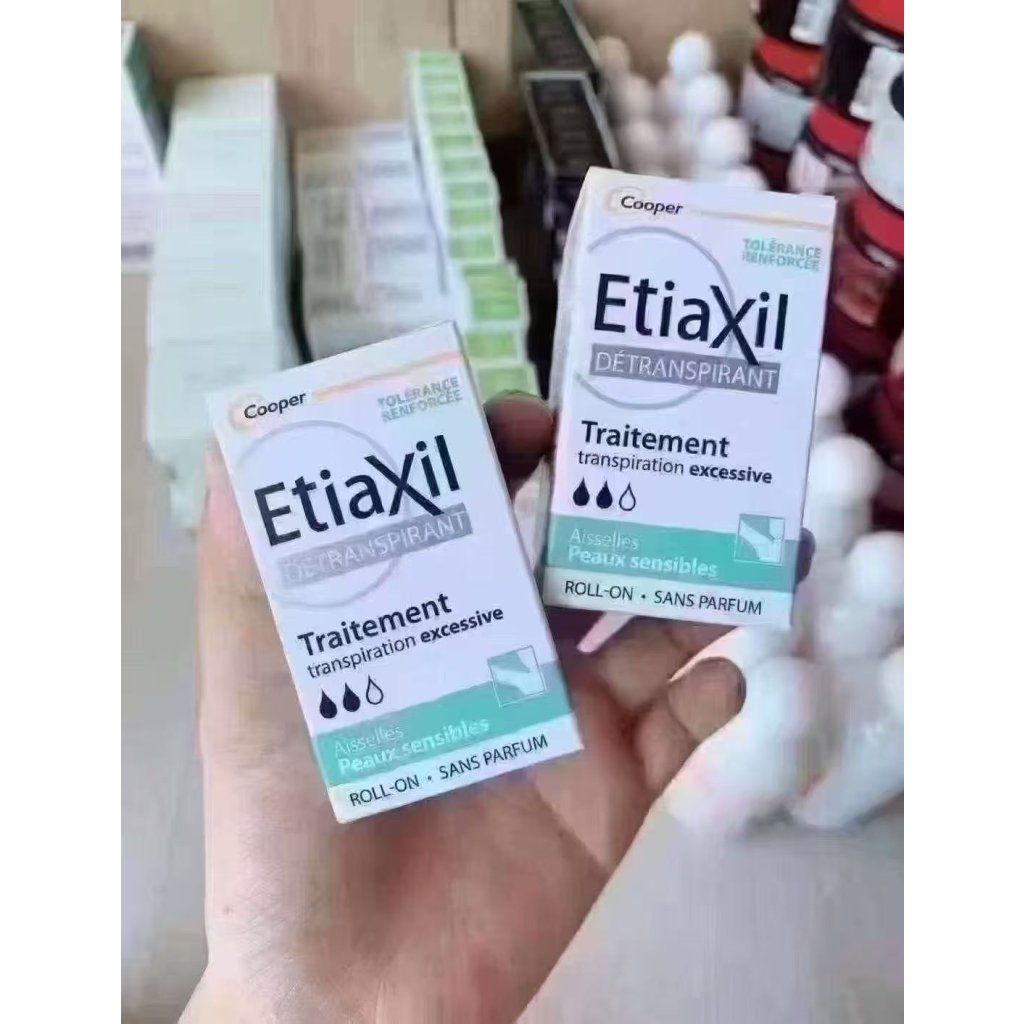 Cooper
TOLÉRANCE
RENFORCÉE
EtiaXil
DÉTRANSPIRANT
Traitement
transpiration excessive
Aisselles
Peaux sensibles
ROLL-ON • SANS PARFUM
Cooper
TOLÉRANCE
RENFORCÉE
EtiaXil
DÉTRANSPIRANT
Traitement
transpiration excessive
Aisselles
Peaux sensibles
ROLL-ON • SANS PARFUM